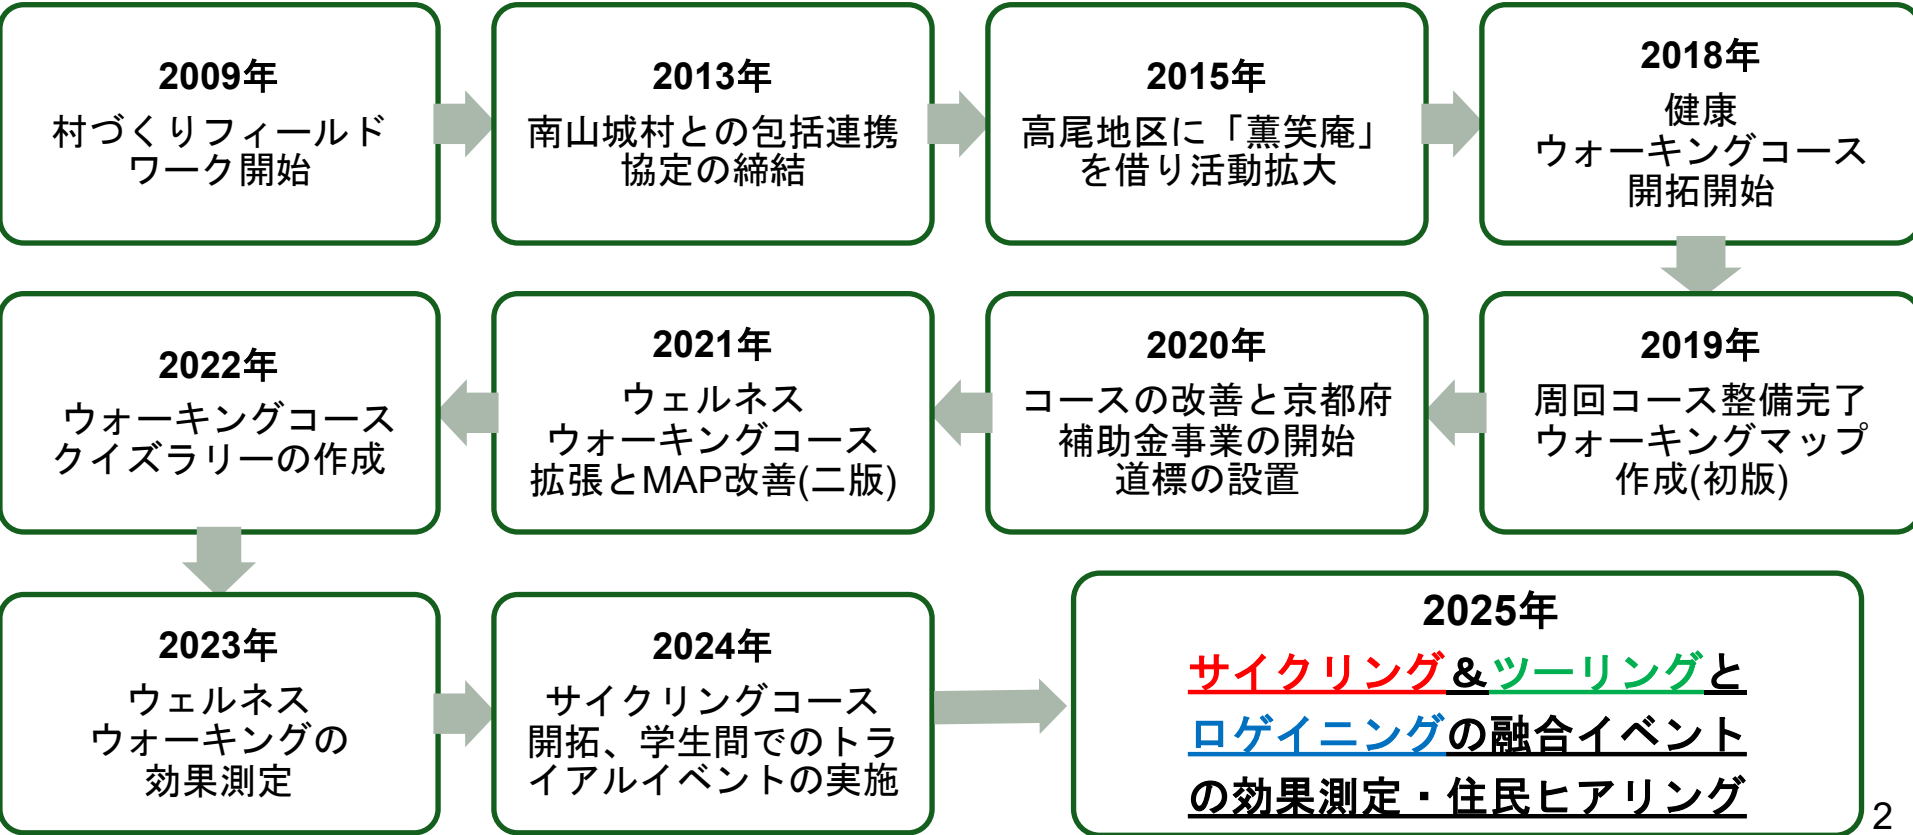 2009年
村づくりフィールド
ワーク開始
2013年
南山城村との包括連携
協定の締結
2015年
高尾地区に「薫笑庵」
を借り活動拡大
2018年
健康
ウォーキングコース
開拓開始
2019年
周回コース整備完了
ウォーキングマップ
作成(初版)
2020年
コースの改善と京都府
補助金事業の開始
道標の設置
2021年
ウェルネス
ウォーキングコース
拡張とMAP改善(二版)
2022年
ウォーキングコース
クイズラリーの作成
2023年
ウェルネス
ウォーキングの
効果測定
2024年
サイクリングコース
開拓、学生間でのトラ
イアルイベントの実施
2025年
サイクリング&ツーリングと
ロゲイニングの融合イベント
の効果測定・住民ヒアリング
2